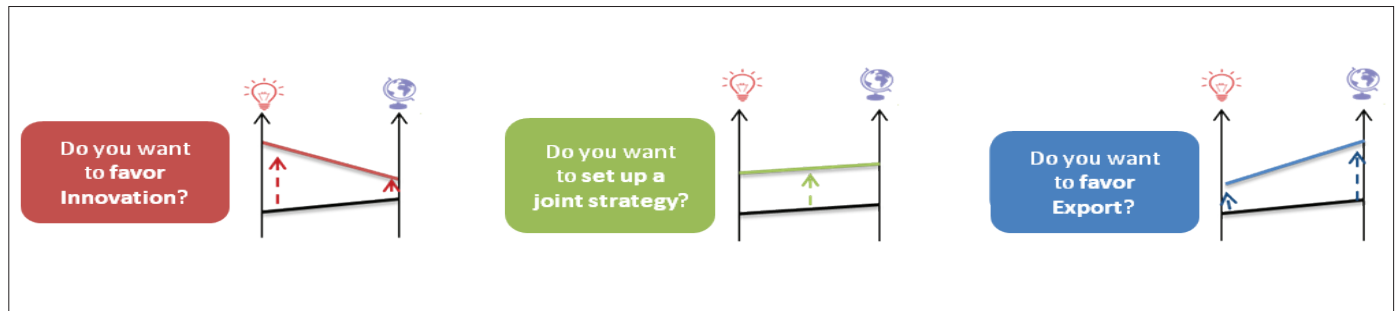 Do you want
to favor
Innovation?
Do you want
to set up a
joint strategy?
Do you want
to favor
Export?